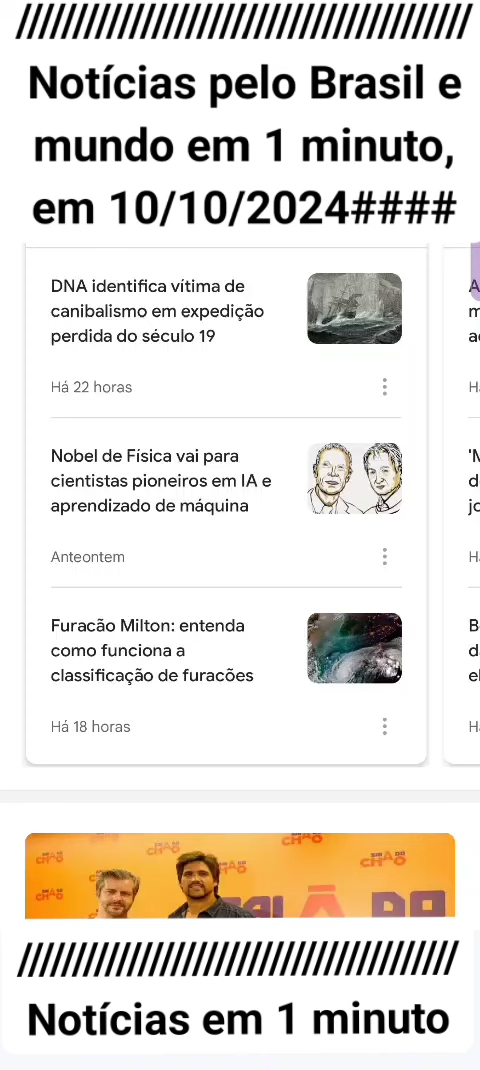 ////////////////////////////////////////
Notícias pelo Brasil e
mundo em 1 minuto,
em 10/10/2024####
DNA identifica vítima de
canibalismo em expedição
perdida do século 19
Há 22 horas
Nobel de Física vai para
cientistas pioneiros em IA e
aprendizado de máquina
Anteontem
Furacão Milton: entenda
como funciona a
classificação de furacões
Há 18 horas
////////////////////////////////////////
Notícias em 1 minuto